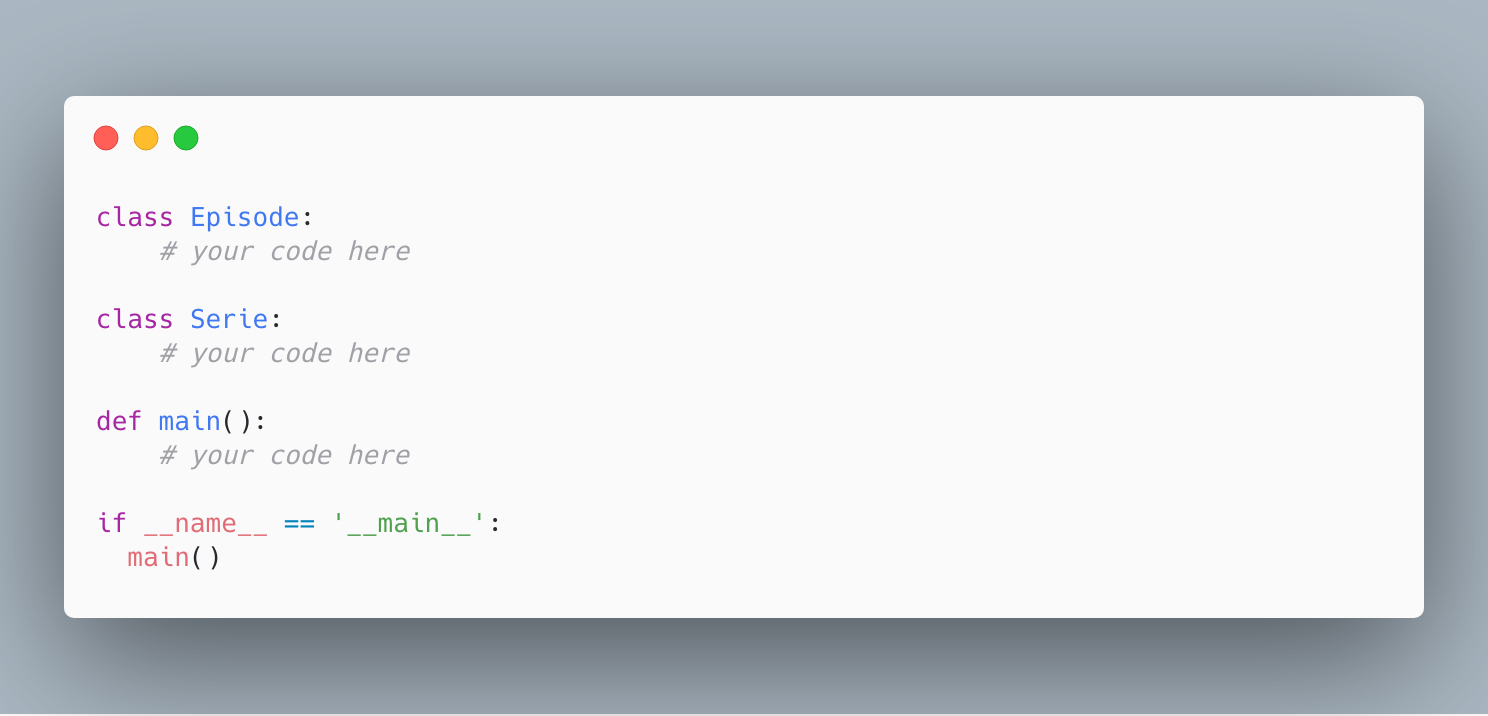 class Episode:
    # your code here

class Serie:
    # your code here

def main():
    # your code here

if __name__ == '__main__':
  main()